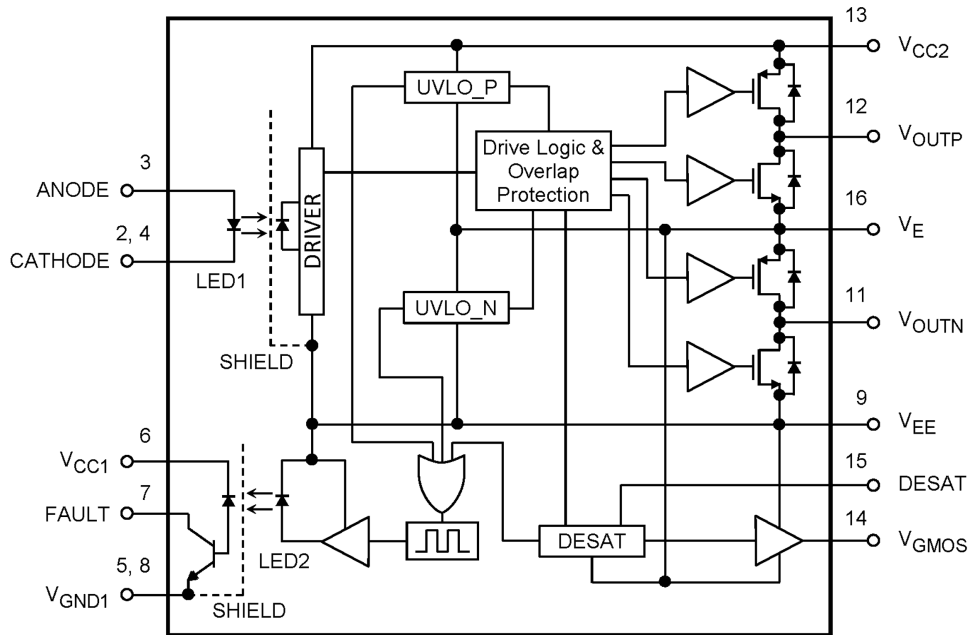 13
VCC2
UVLO_P
12
VOUTP
Drive Logic &
Overlap
Protection
3
ANODE
16
VE
2, 4
CATHODE
LED1
DRIVER
UVLO_N
11
VOUTN
SHIELD
9
VEE
6
VCC1
15
DESAT
7
FAULT
14
VGMOS
LED2
DESAT
5, 8
VGND1
SHIELD